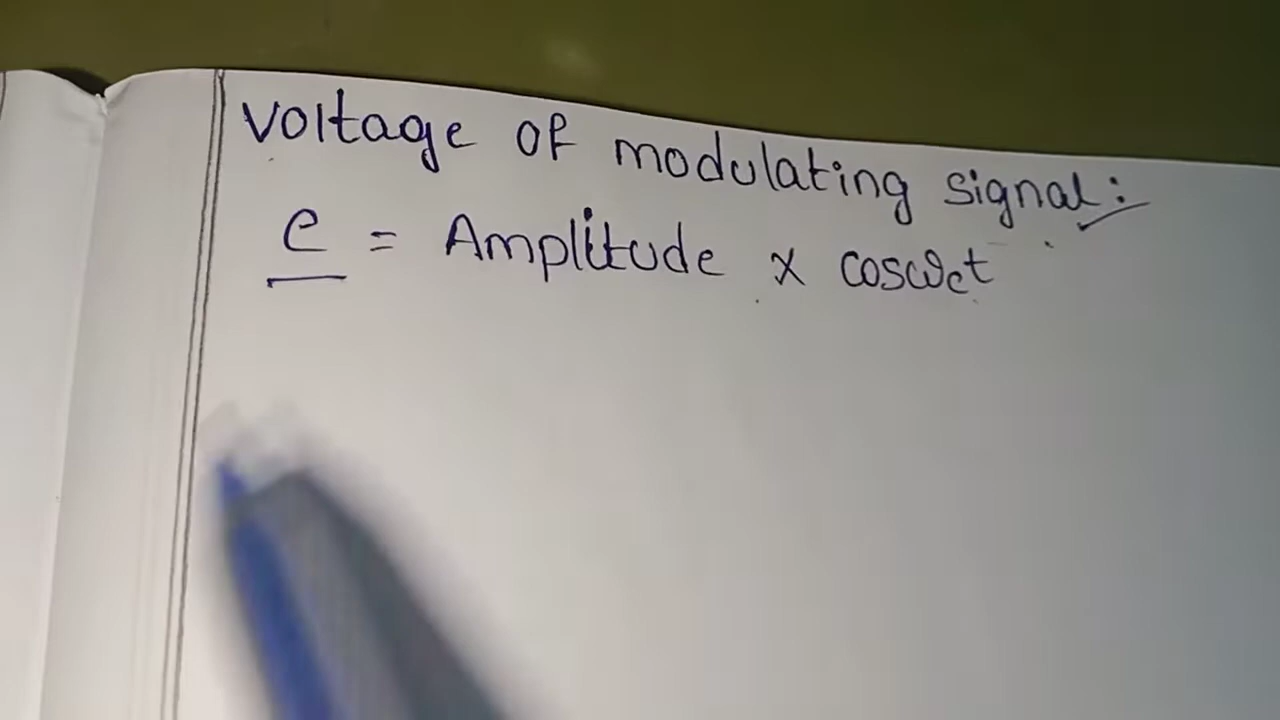 Voltage of modulating signal:
e = Amplitude x cosωct